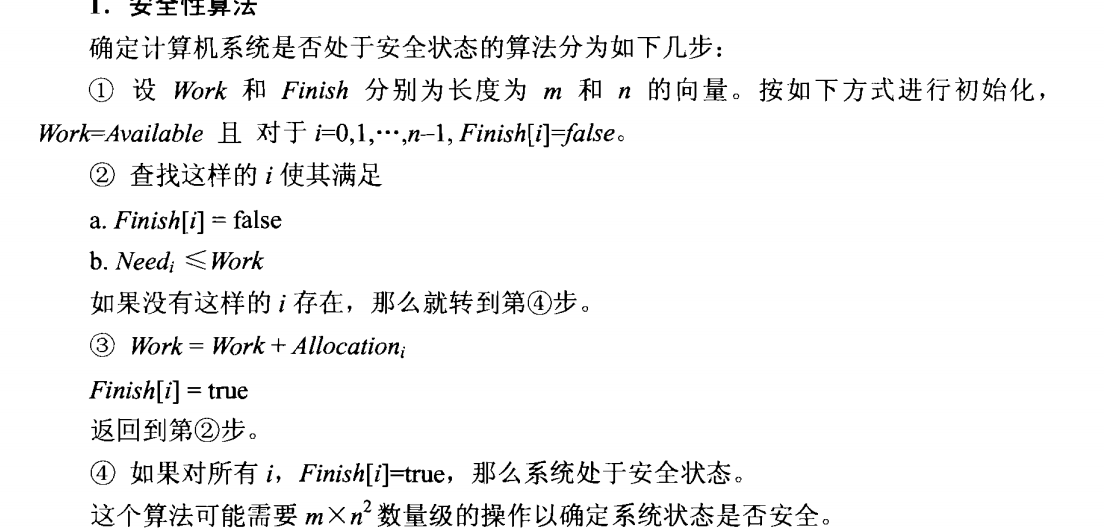 1. 安全性算法
确定计算机系统是否处于安全状态的算法分为如下几步：
① 设 Work 和 Finish 分别为长度为 m 和 n 的向量。按如下方式进行初始化，
Work=Available 且 对于 i=0,1,⋯,n–1, Finish[i]=false。
② 查找这样的 i 使其满足
a. Finish[i] = false
b. Needᵢ ≤ Work
如果没有这样的 i 存在，那么就转到第④步。
③ Work = Work + Allocationᵢ
Finish[i] = true
返回到第②步。
④ 如果对所有 i，Finish[i]=true，那么系统处于安全状态。
这个算法可能需要 m×n² 数量级的操作以确定系统状态是否安全。